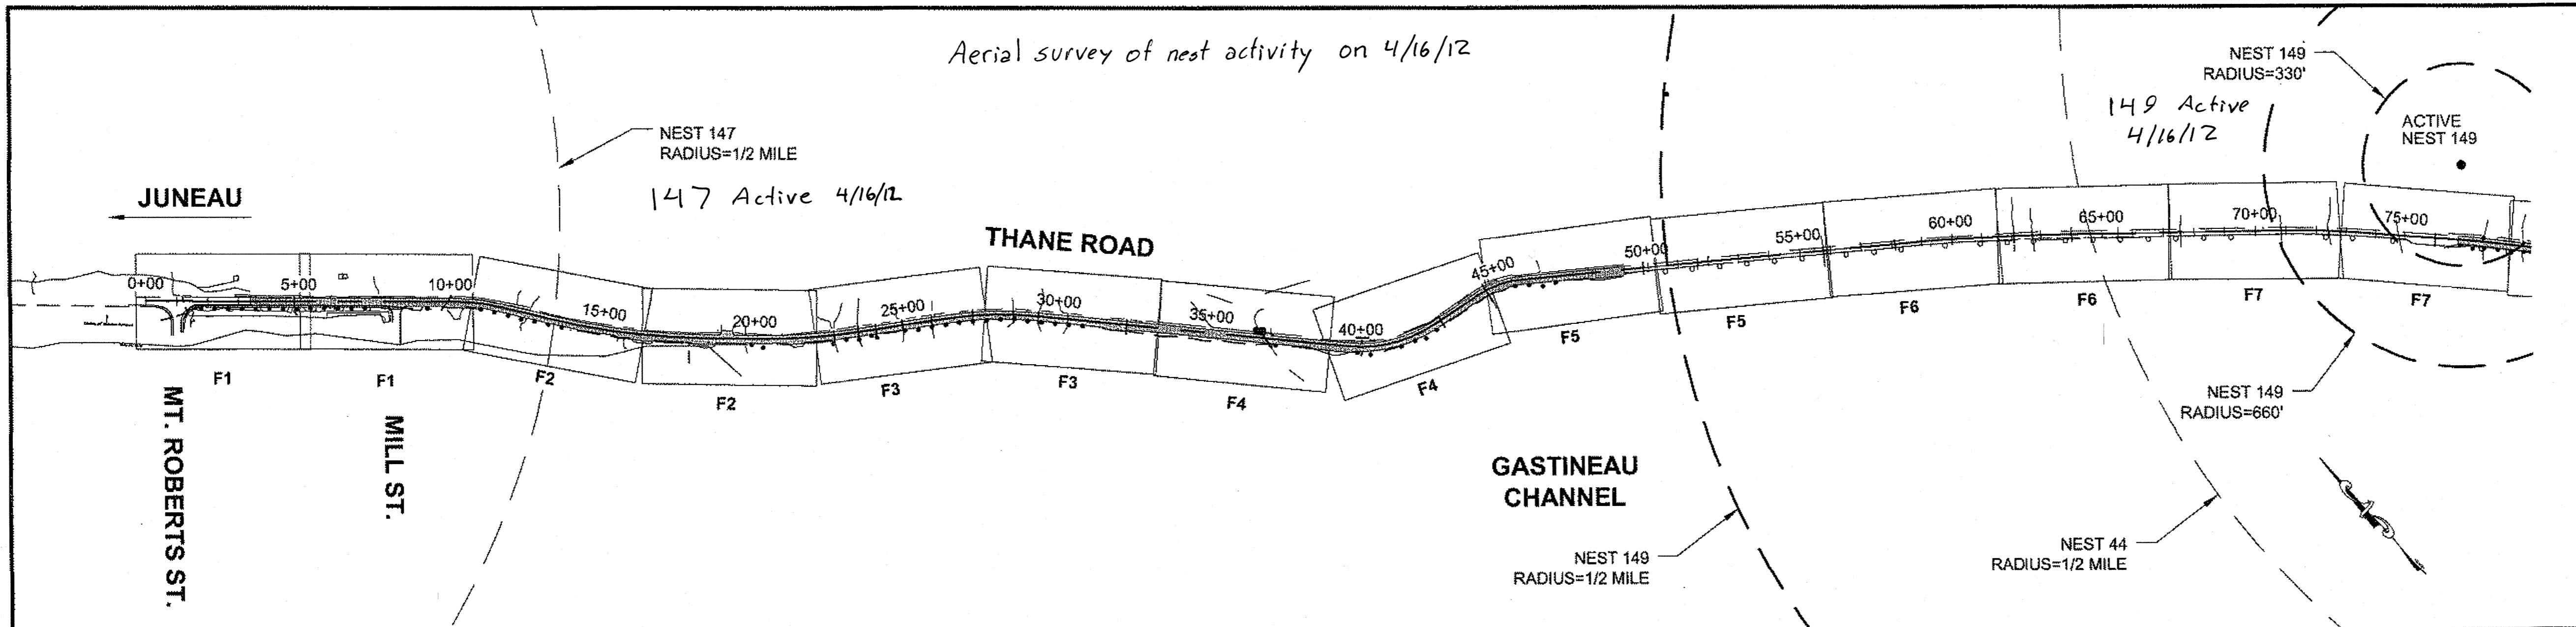 Aerial survey of nest activity on 4/16/12
NEST 147
RADIUS=1/2 MILE
147 Active 4/16/12
JUNEAU
THANE ROAD
NEST 149
RADIUS=330'
149 Active
4/16/12
ACTIVE
NEST 149
0+00
5+00
10+00
15+00
20+00
25+00
30+00
35+00
40+00
45+00
50+00
55+00
60+00
65+00
70+00
75+00
F1
F1
F2
F2
F3
F3
F4
F4
F5
F5
F6
F6
F7
F7
MT. ROBERTS ST.
MILL ST.
GASTINEAU
CHANNEL
NEST 149
RADIUS=1/2 MILE
NEST 44
RADIUS=1/2 MILE
NEST 149
RADIUS=660'